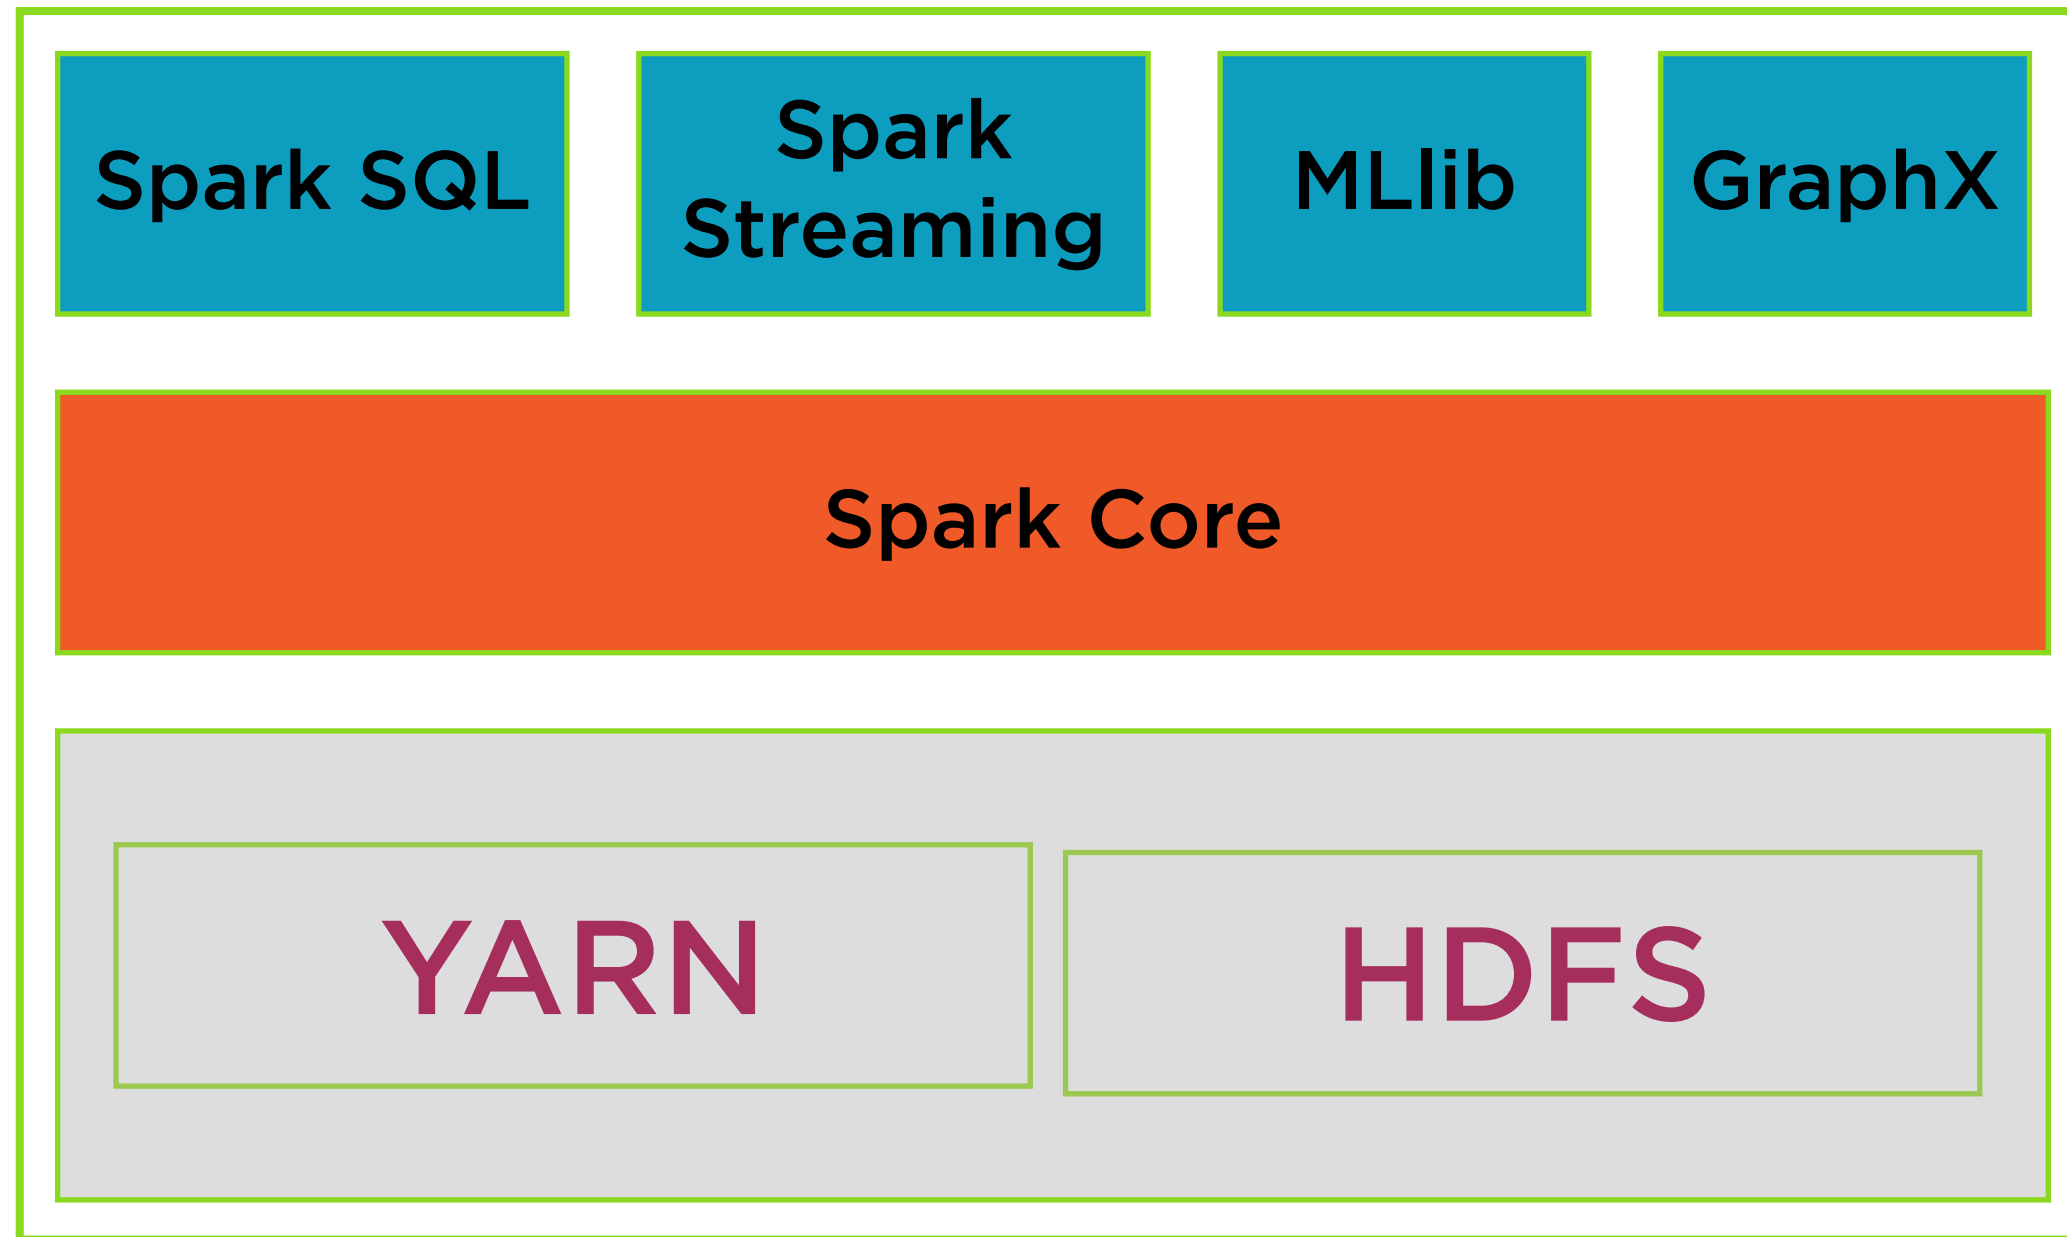 Spark SQL
Spark
Streaming
MLlib
GraphX
Spark Core
YARN
HDFS